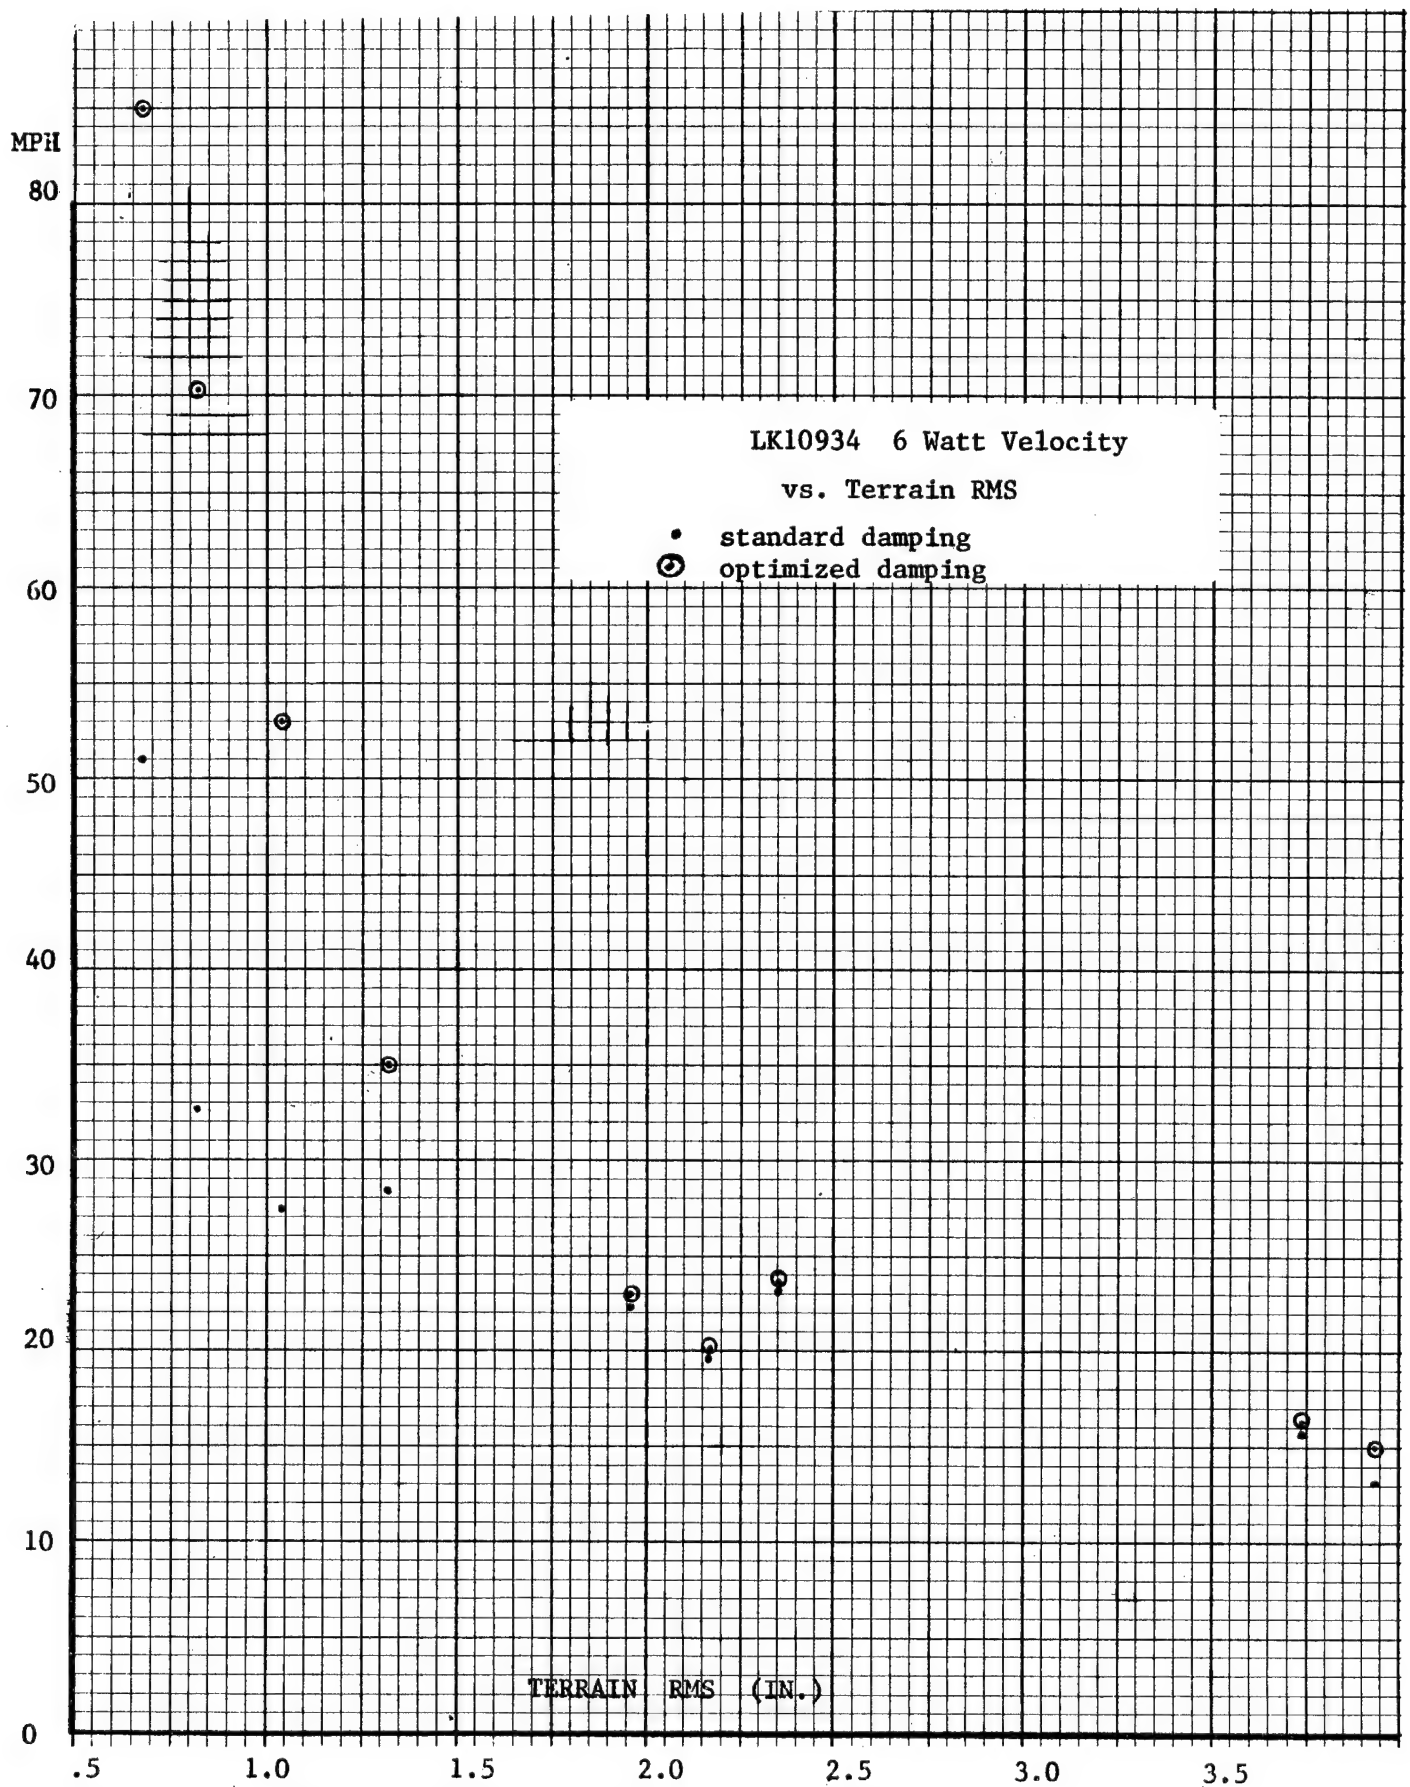 MPH
80
70
LK10934 6 Watt Velocity
vs. Terrain RMS
• standard damping
⊙ optimized damping
60
50
40
30
20
10
TERRAIN RMS (IN.)
0
.5 1.0 1.5 2.0 2.5 3.0 3.5